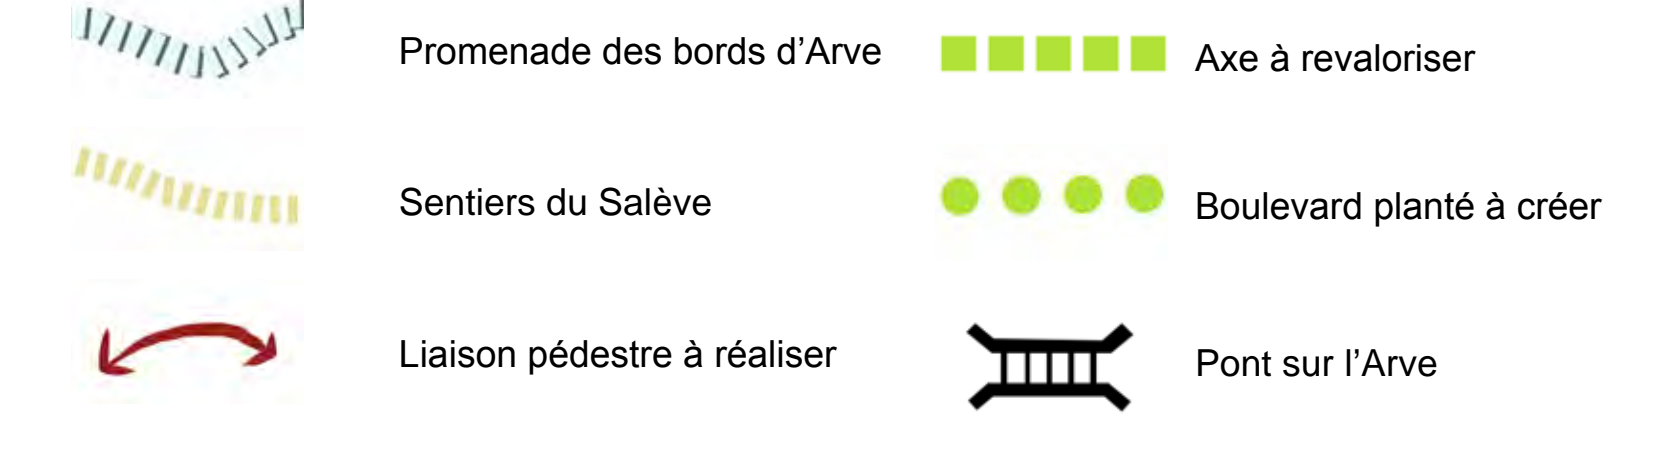 Promenade des bords d’Arve
Axe à revaloriser
Sentiers du Salève
Boulevard planté à créer
Liaison pédestre à réaliser
Pont sur l’Arve